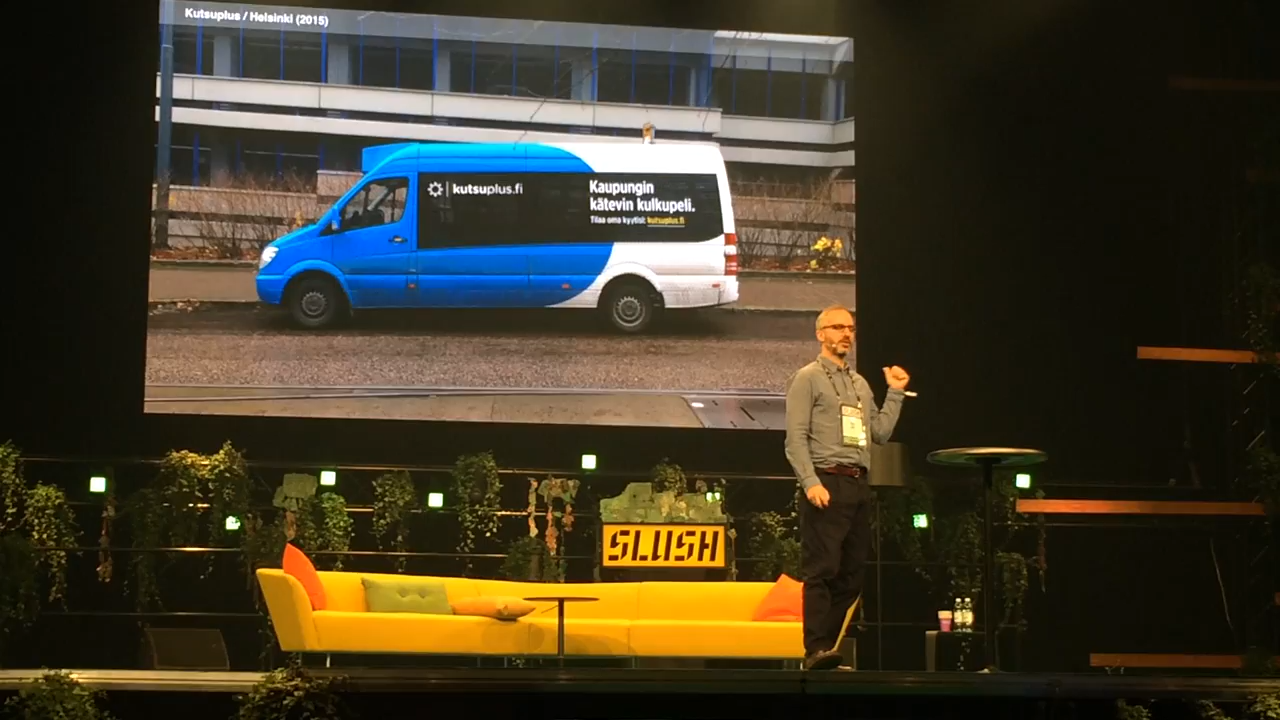 Kutsuplus / Helsinki (2015)
kutsuplus.fi
Kaupungin
kätevin kulkupeli.
Tilaa oma kyytisi: kutsuplus.fi
SLUSH